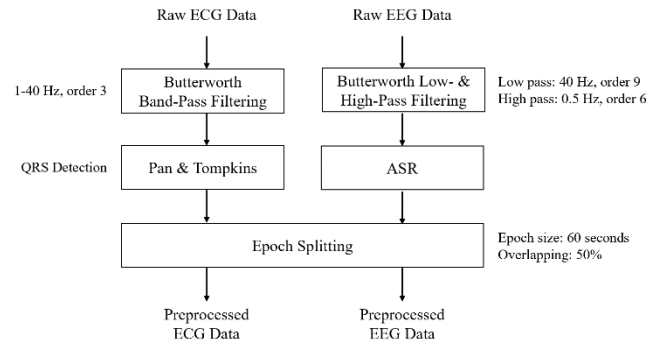 Raw ECG Data
Raw EEG Data
1-40 Hz, order 3
Butterworth
Band-Pass Filtering
Butterworth Low- &
High-Pass Filtering
Low pass: 40 Hz, order 9
High pass: 0.5 Hz, order 6
QRS Detection
Pan & Tompkins
ASR
Epoch Splitting
Epoch size: 60 seconds
Overlapping: 50%
Preprocessed
ECG Data
Preprocessed
EEG Data